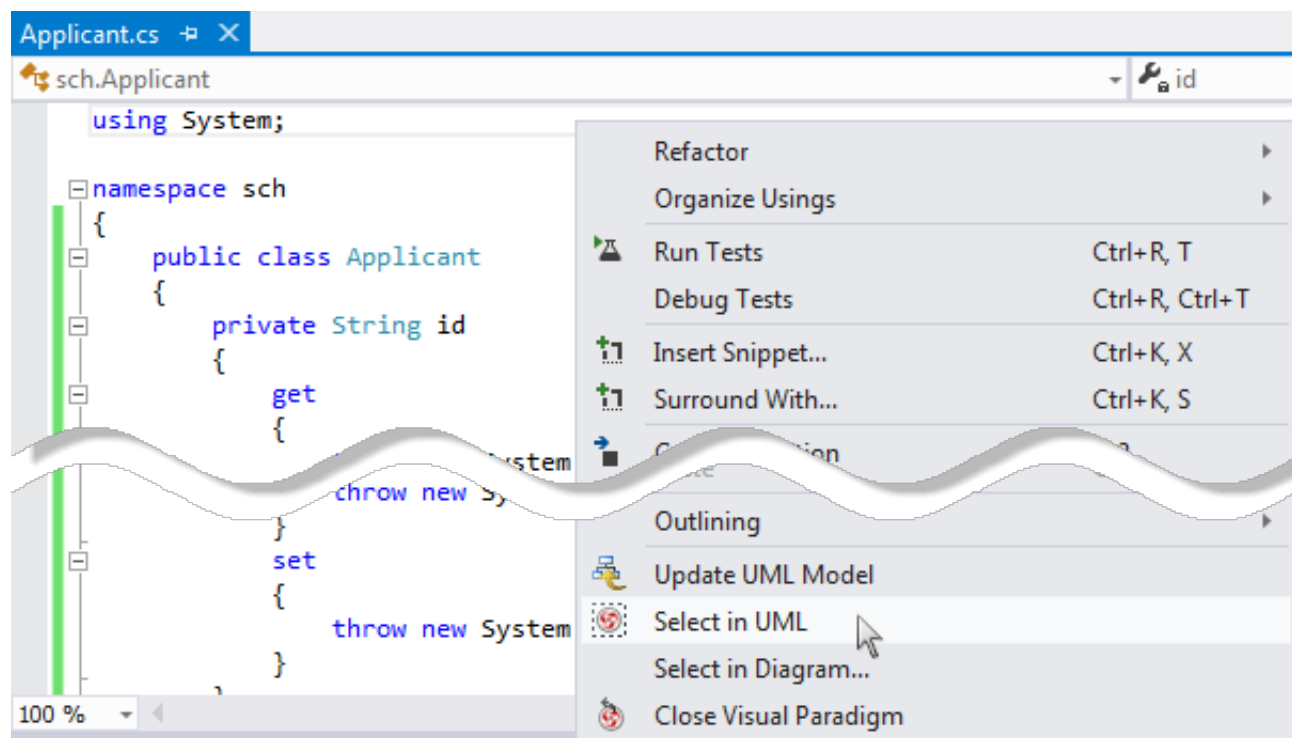 Applicant.cs
sch.Applicant
id
using System;
namespace sch
{
public class Applicant
{
private String id
{
get
{
throw new
}
set
{
throw new System
}
100 %
Refactor
Organize Usings
Run Tests Ctrl+R, T
Debug Tests Ctrl+R, Ctrl+T
Insert Snippet... Ctrl+K, X
Surround With... Ctrl+K, S
Outlining
Update UML Model
Select in UML
Select in Diagram...
Close Visual Paradigm